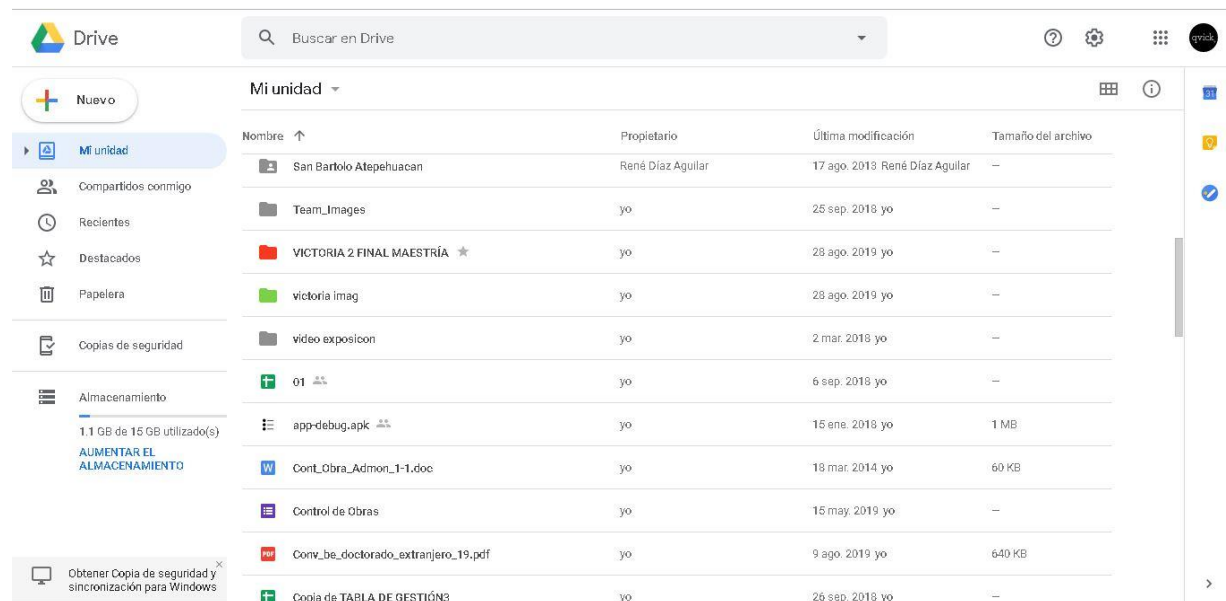 Drive
Buscar en Drive
qvick
Nuevo
Mi unidad
Compartidos conmigo
Recientes
Destacados
Papelera
Copias de seguridad
Almacenamiento
1.1 GB de 15 GB utilizado(s)
AUMENTAR EL
ALMACENAMIENTO
Obtener Copia de seguridad y
sincronización para Windows
Mi unidad
Nombre Propietario Última modificación Tamaño del archivo
San Bartolo Atepehuacan René Díaz Aguilar 17 ago. 2013 René Díaz Aguilar —
Team_Images yo 25 sep. 2018 yo —
VICTORIA 2 FINAL MAESTRÍA yo 28 ago. 2019 yo —
victoria imag yo 28 ago. 2019 yo —
video exposicon yo 2 mar. 2018 yo —
01 yo 6 sep. 2018 yo —
app-debug.apk yo 15 ene. 2018 yo 1 MB
W Cont_Obra_Admon_1-1.doc yo 18 mar. 2014 yo 60 KB
Control de Obras yo 15 may. 2019 yo —
PDF Conv_be_doctorado_extranjero_19.pdf yo 9 ago. 2019 yo 640 KB
Copia de TABLA DE GESTIÓN3 yo 26 sep. 2018 yo —
31